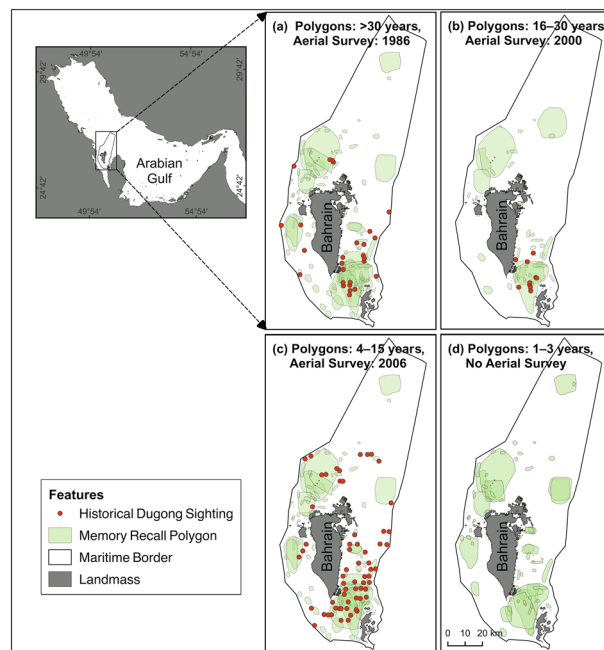 49°54' 54°54'
29°42'
29°42'
Arabian
Gulf
24°42'
24°42'
49°54' 54°54'
(a) Polygons: >30 years,
Aerial Survey: 1986
Bahrain
(b) Polygons: 16–30 years,
Aerial Survey: 2000
Bahrain
(c) Polygons: 4–15 years,
Aerial Survey: 2006
Bahrain
(d) Polygons: 1–3 years,
No Aerial Survey
Bahrain
0 10 20 km
Features
Historical Dugong Sighting
Memory Recall Polygon
Maritime Border
Landmass